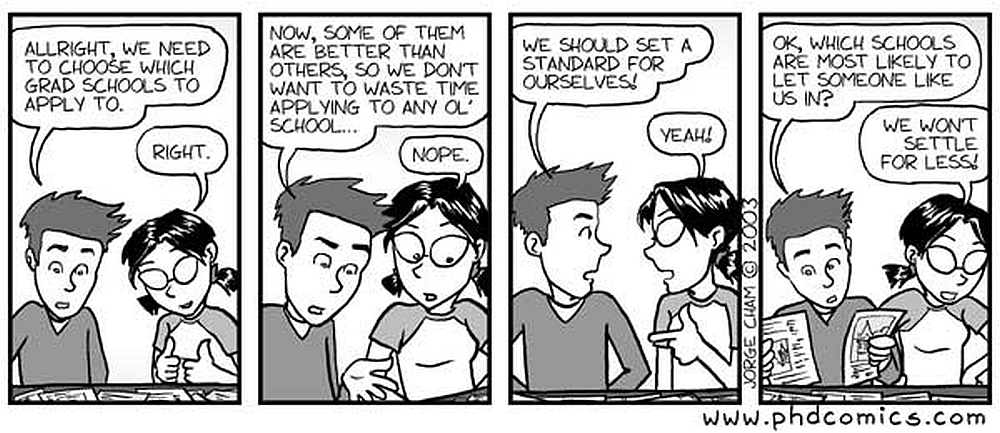 ALLRIGHT, WE NEED
TO CHOOSE WHICH
GRAD SCHOOLS TO
APPLY TO.
RIGHT.
NOW, SOME OF THEM
ARE BETTER THAN
OTHERS, SO WE DON'T
WANT TO WASTE TIME
APPLYING TO ANY OL'
SCHOOL...
NOPE.
WE SHOULD SET A
STANDARD FOR
OURSELVES!
YEAH!
OK, WHICH SCHOOLS
ARE MOST LIKELY TO
LET SOMEONE LIKE
US IN?
WE WON'T
SETTLE
FOR LESS!
JORGE CHAM © 2003
www.phdcomics.com